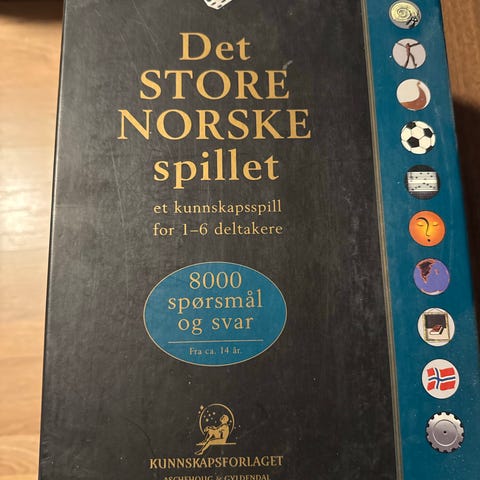 Det
STORE
NORSKE
spillet
et kunnskapsspill
for 1–6 deltakere
8000
spørsmål
og svar
Fra ca. 14 år.
KUNNSKAPSFORLAGET
ASCHEHOUG & GYLDENDAL